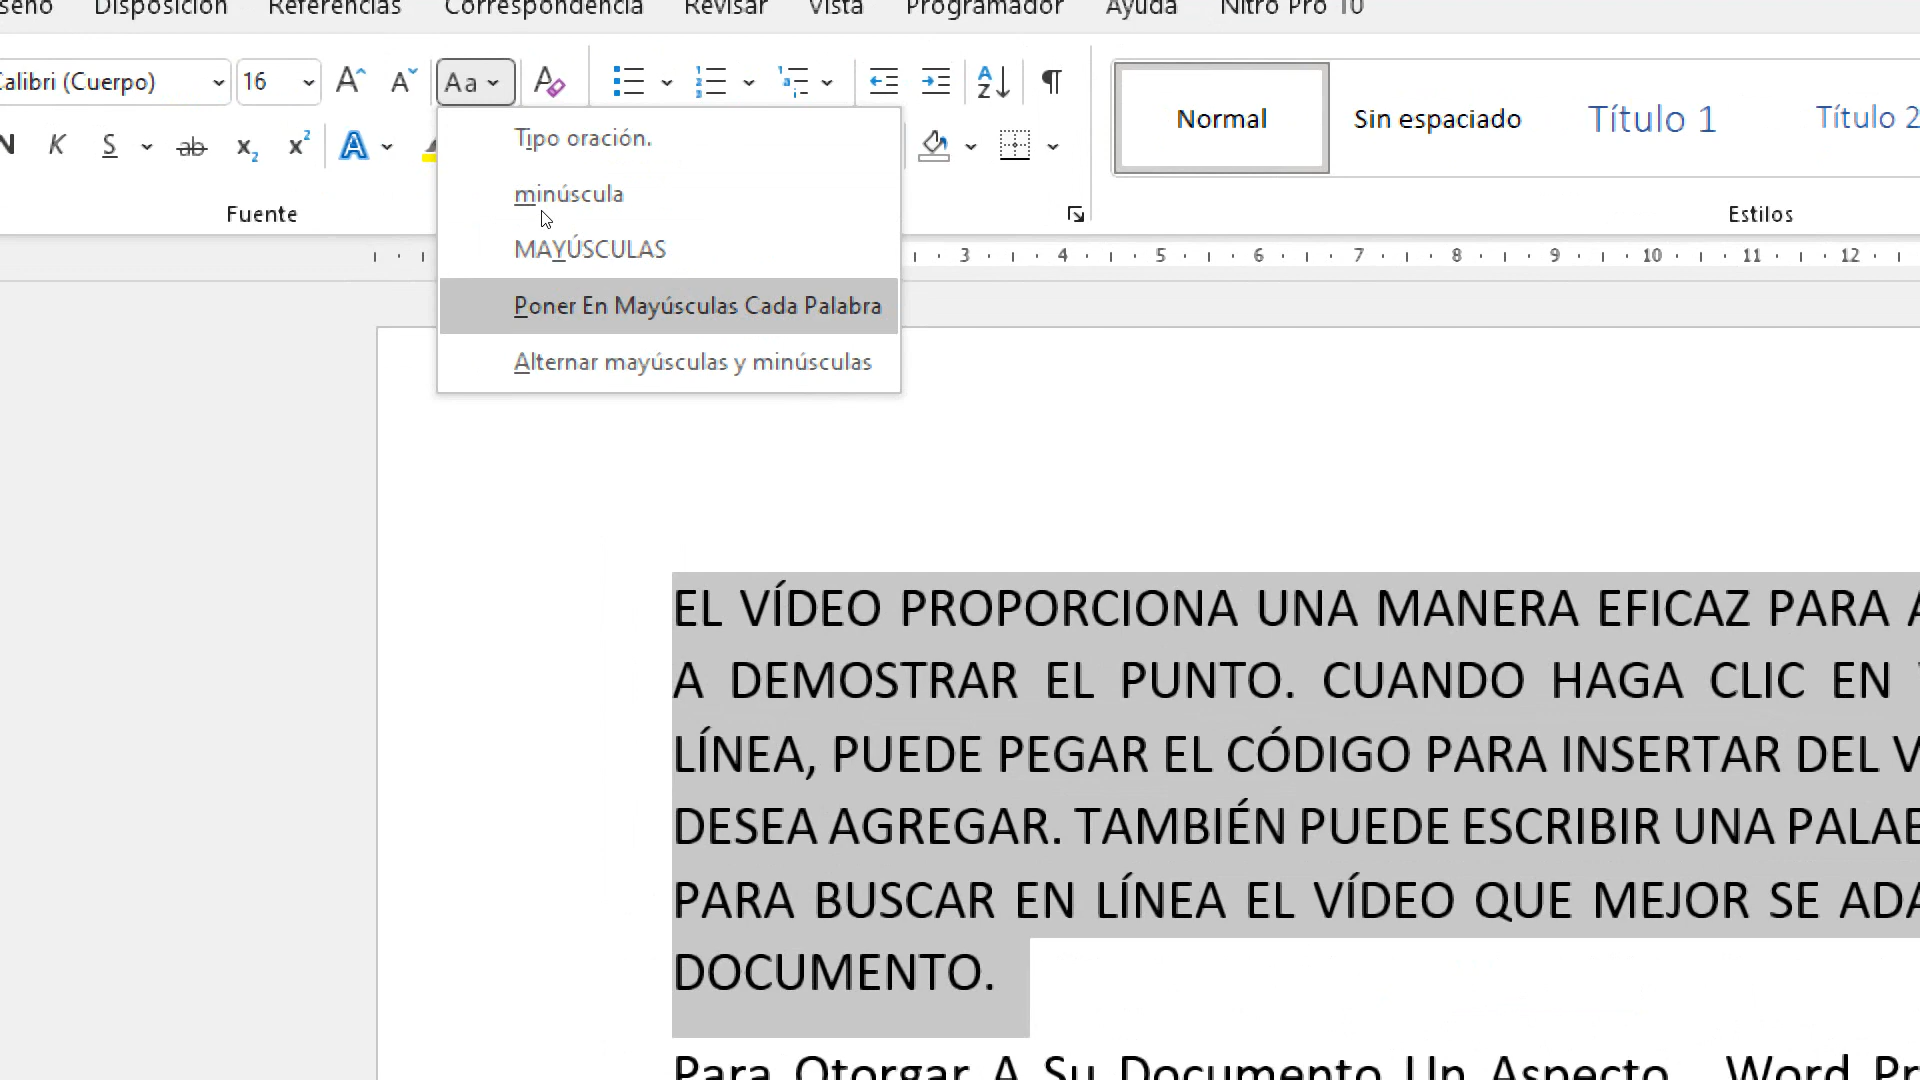 Disposición Referencias Correspondencia Revisar Vista Programador Ayuda Nitro Pro 10
Calibri (Cuerpo) 16 Aa
N K S ab x2 x2 A
Tipo oración.
minúscula
MAYÚSCULAS
Poner En Mayúsculas Cada Palabra
Alternar mayúsculas y minúsculas
Normal Sin espaciado Título 1 Título 2
Fuente Estilos
3 4 5 6 7 8 9 10 11 12
EL VÍDEO PROPORCIONA UNA MANERA EFICAZ PARA
A DEMOSTRAR EL PUNTO. CUANDO HAGA CLIC EN
LÍNEA, PUEDE PEGAR EL CÓDIGO PARA INSERTAR DEL
DESEA AGREGAR. TAMBIÉN PUEDE ESCRIBIR UNA
PARA BUSCAR EN LÍNEA EL VÍDEO QUE MEJOR SE
DOCUMENTO.
Para Otorgar A Su Documento Un Aspecto , Word